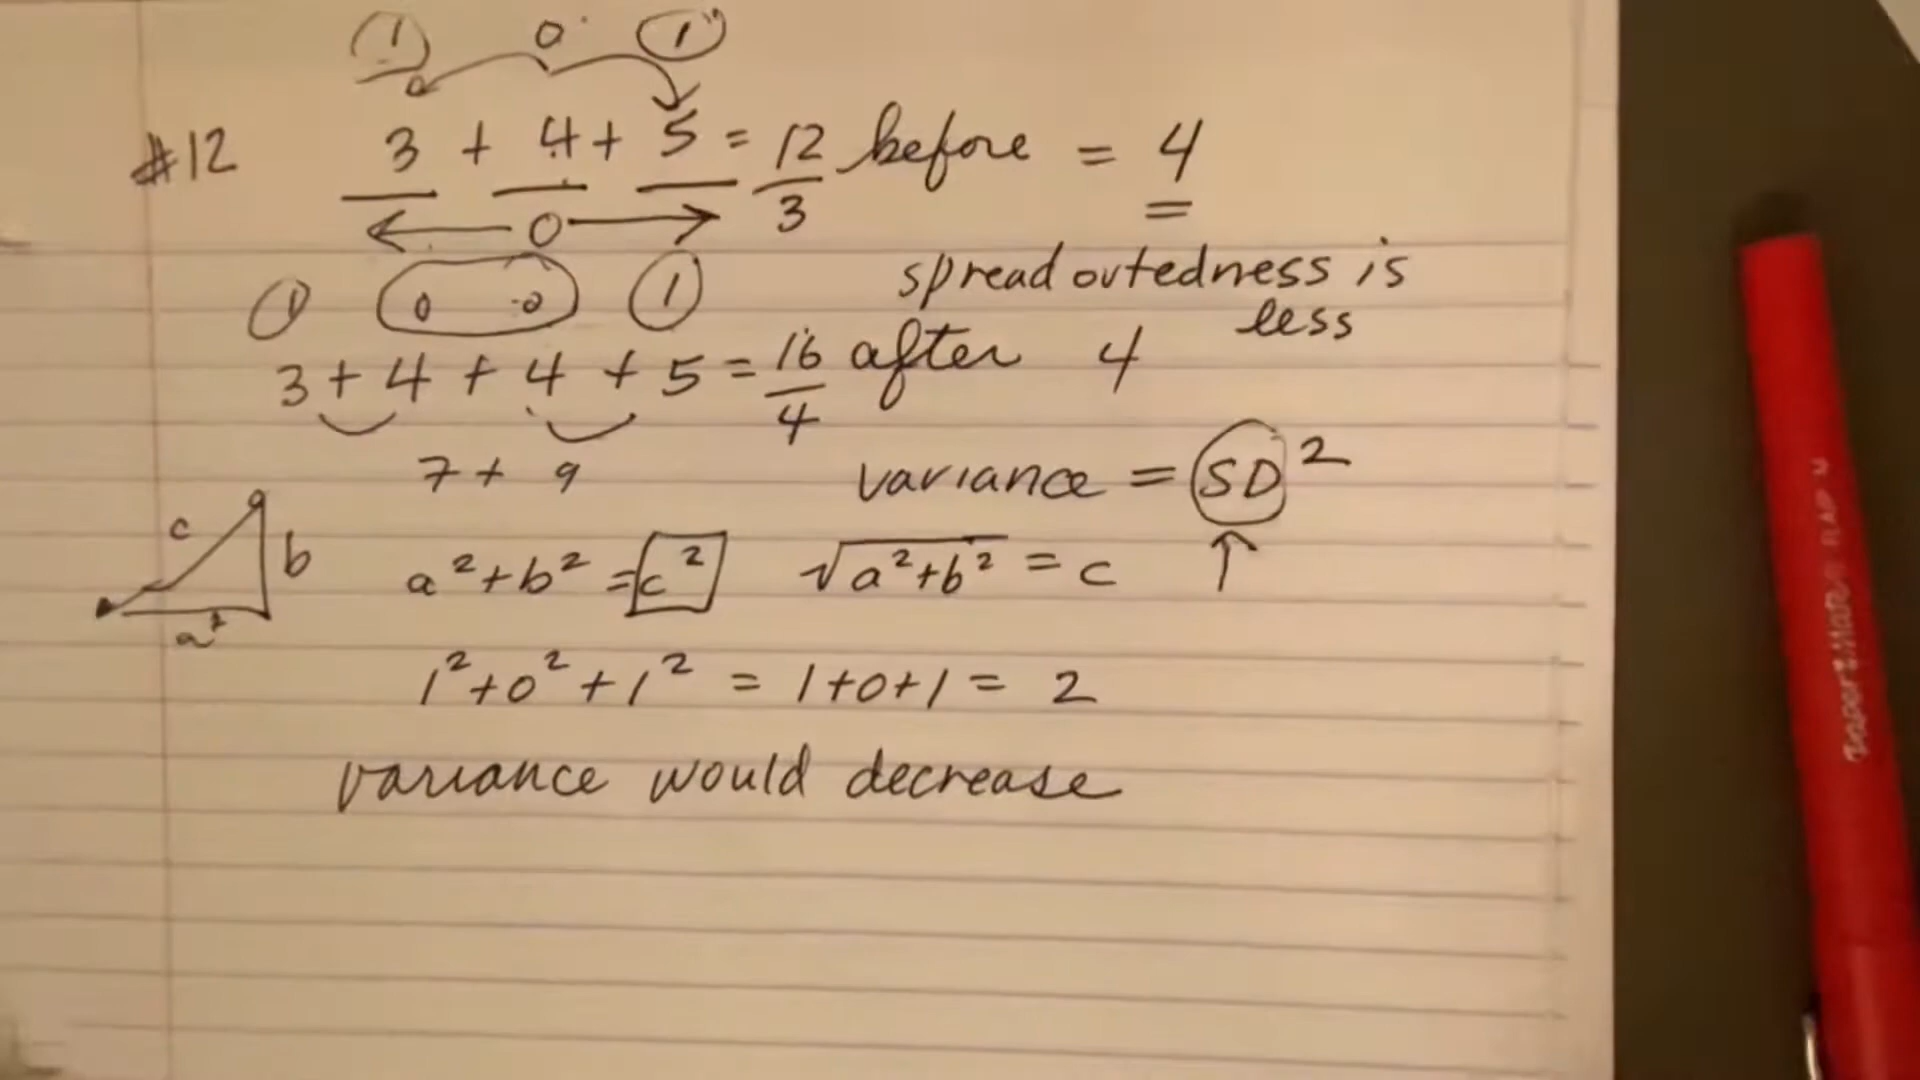 1 0 1
#12 3 + 4 + 5 = 12/3 before = 4
0
spread outedness is less
1 0 0 1
3 + 4 + 4 + 5 = 16/4 after 4
7 + 9
variance = SD²
c b a²
a² + b² = c² √a²+b² = c
1² + 0² + 1² = 1+0+1 = 2
variance would decrease